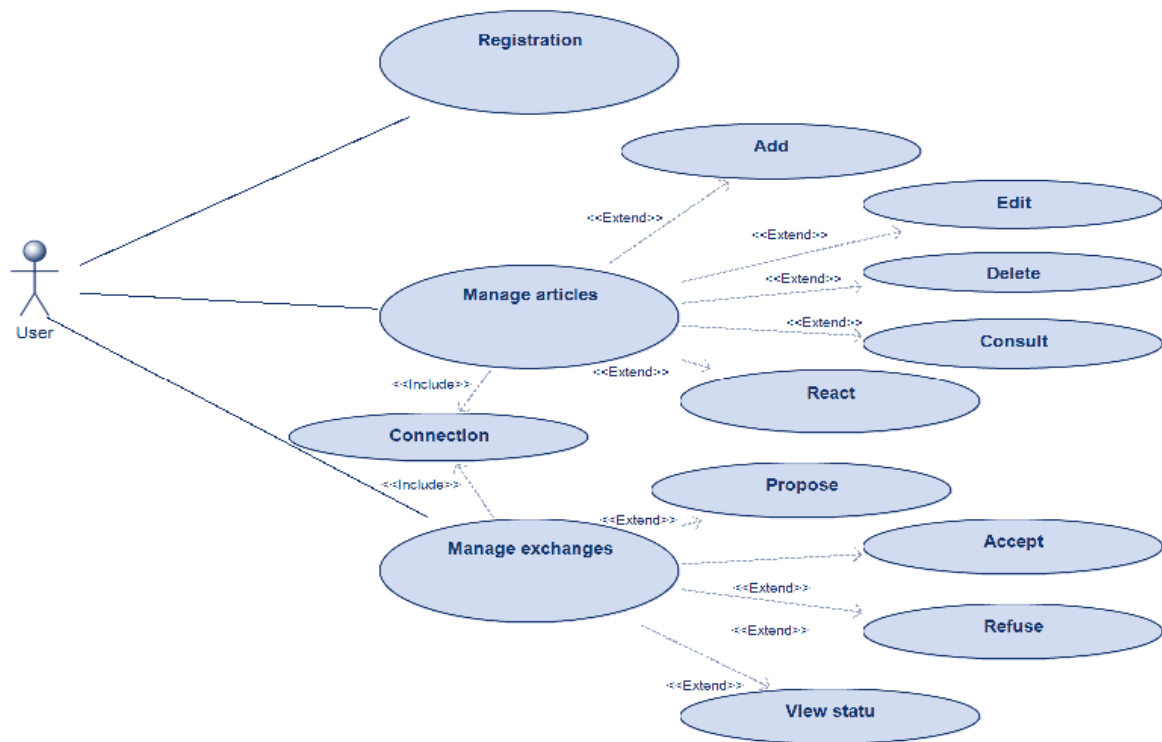 Registration
Add
<<Extend>>
Edit
<<Extend>>
Delete
<<Extend>>
Manage articles
<<Extend>>
User
Consult
<<Extend>>
<<Include>>
React
Connection
<<Include>>
Propose
<<Extend>>
Manage exchanges
Accept
<<Extend>>
Refuse
<<Extend>>
<<Extend>>
VIew statu